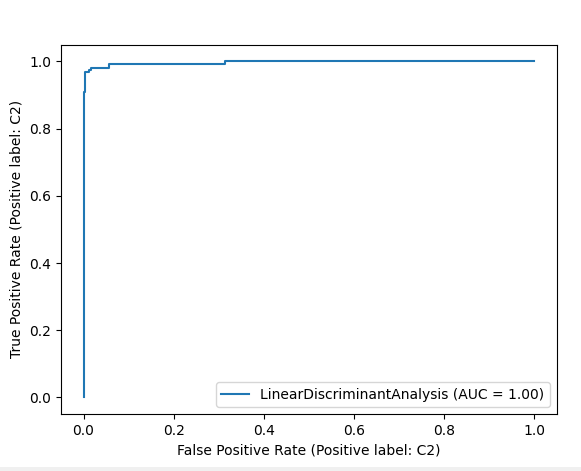 1.0
0.8
0.6
0.4
0.2
0.0
True Positive Rate (Positive label: C2)
LinearDiscriminantAnalysis (AUC = 1.00)
0.0 0.2 0.4 0.6 0.8 1.0
False Positive Rate (Positive label: C2)